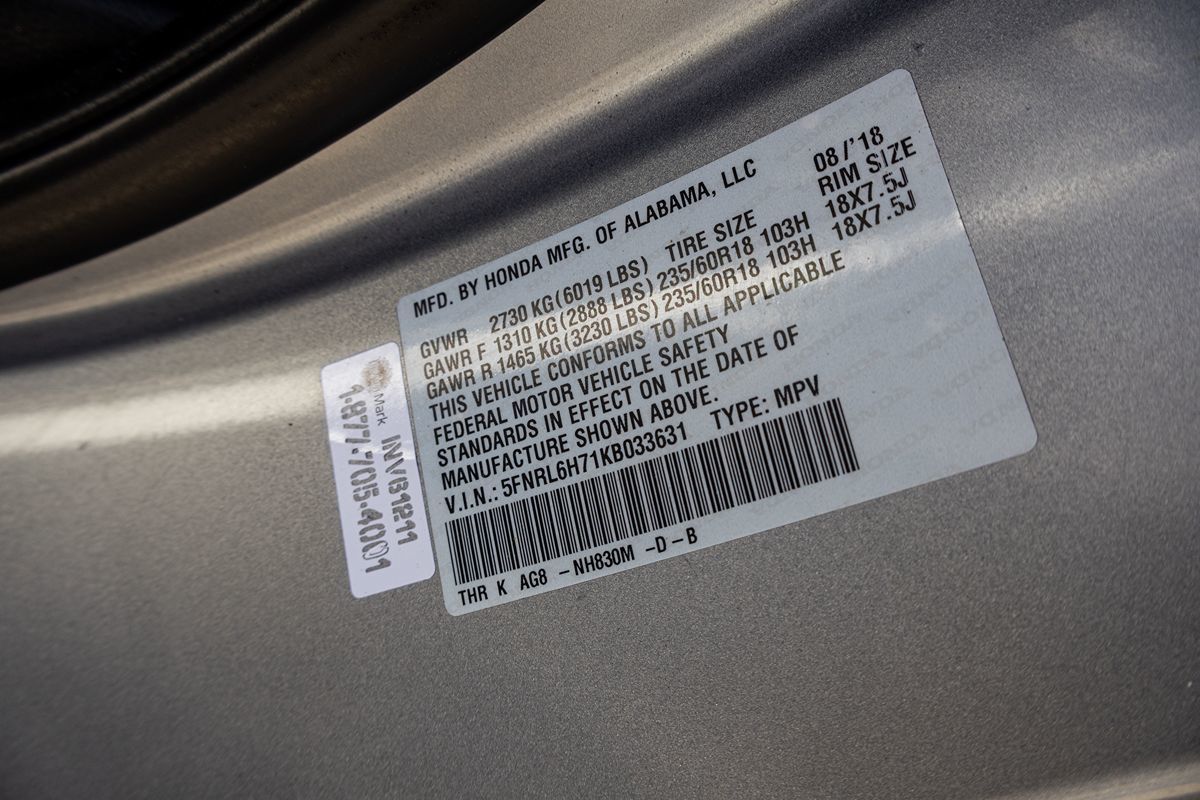 MFD. BY HONDA MFG. OF ALABAMA, LLC 08/'18
GVWR 2730 KG (6019 LBS) TIRE SIZE RIM SIZE
GAWR F 1310 KG (2888 LBS) 235/60R18 103H 18X7.5J
GAWR R 1465 KG (3230 LBS) 235/60R18 103H 18X7.5J
THIS VEHICLE CONFORMS TO ALL APPLICABLE
FEDERAL MOTOR VEHICLE SAFETY
STANDARDS IN EFFECT ON THE DATE OF
MANUFACTURE SHOWN ABOVE.
V.I.N.: 5FNRL6H71KB033631 TYPE: MPV
THR K AG8 -NH830M -D-B
Mark INV31211
1·877·705·4001